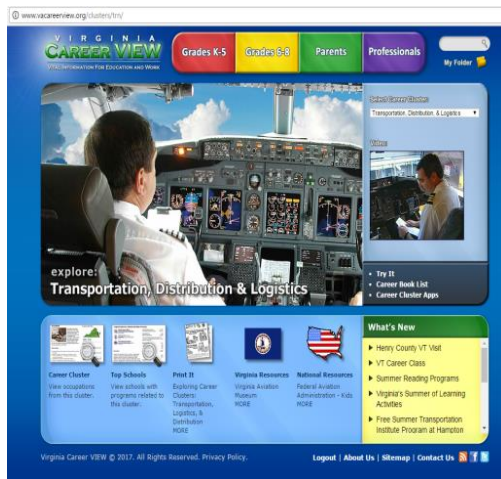 www.vacareerview.org/clusters/trn/
VIRGINIA
CAREER VIEW
VITAL INFORMATION FOR EDUCATION AND WORK
Grades K-5
Grades 6-8
Parents
Professionals
My Folder
Select Career Cluster:
Transportation, Distribution, & Logistics
Video:
explore:
Transportation, Distribution & Logistics
• Try It
• Career Book List
• Career Cluster Apps
Career Cluster
View occupations
from this cluster.
Top Schools
View schools with
programs related to
this cluster.
Print It
Exploring Career
Clusters:
Transportation,
Logistics, &
Distribution
MORE
Virginia Resources
Virginia Aviation
Museum
MORE
National Resources
Federal Aviation
Administration - Kids
MORE
What's New
Henry County VT Visit
VT Career Class
Summer Reading Programs
Virginia's Summer of Learning
Activities
Free Summer Transportation
Institute Program at Hampton
Virginia Career VIEW © 2017. All Rights Reserved. Privacy Policy.
Logout | About Us | Sitemap | Contact Us